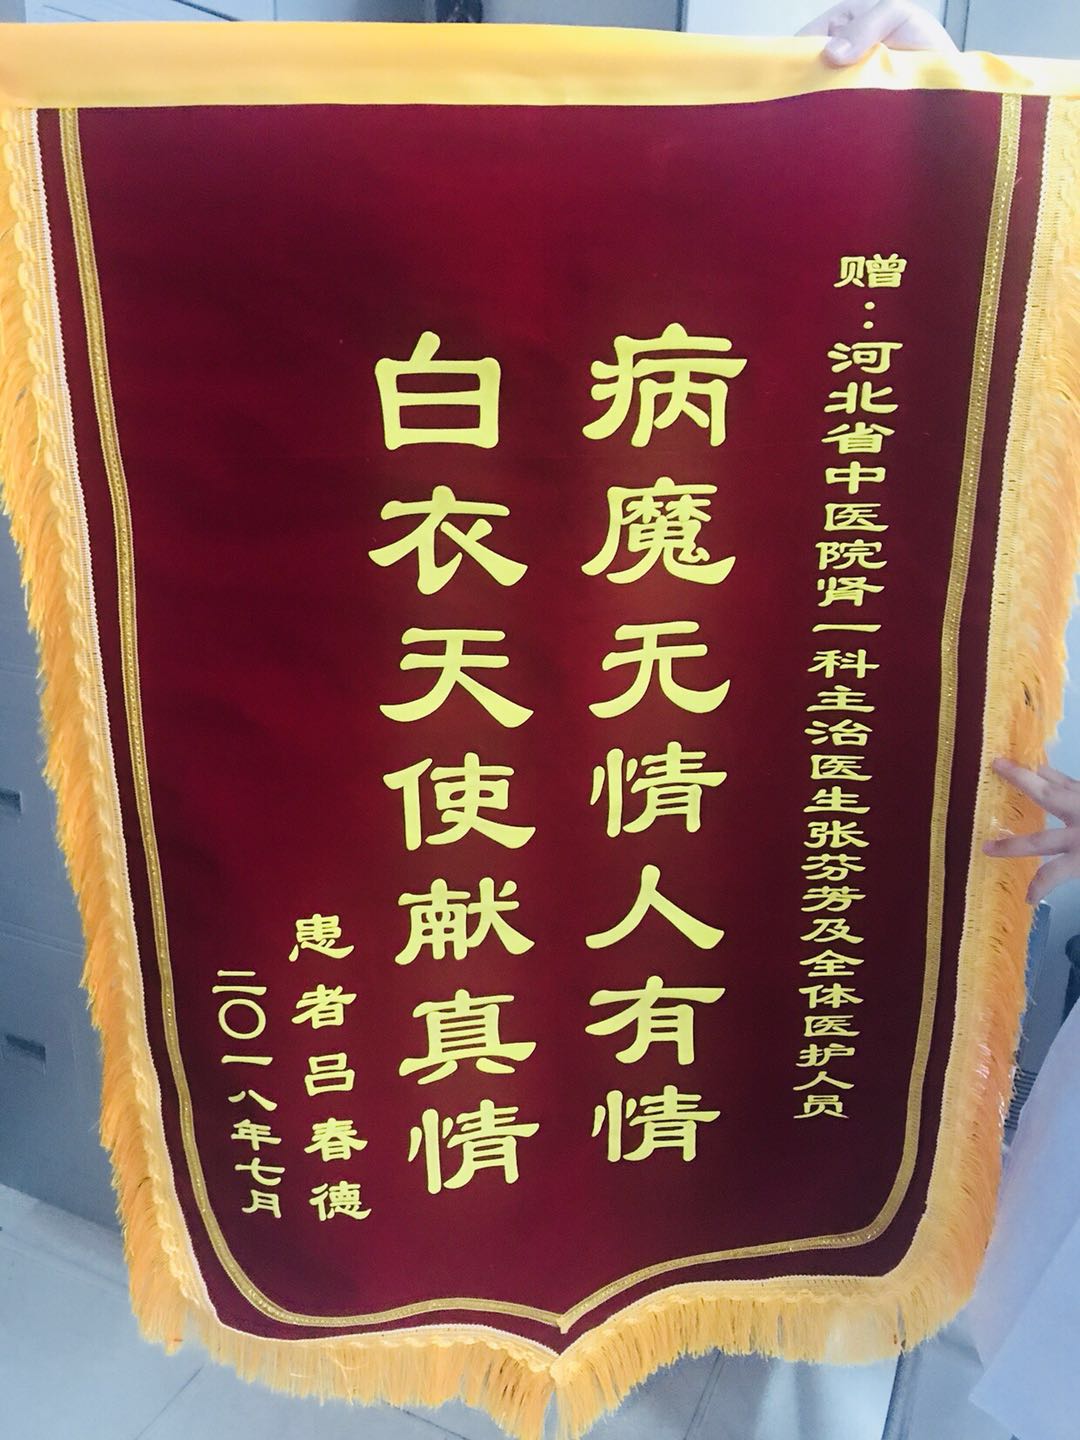 赠：河北省中医院肾一科主治医生张芬芳及全体医护人员
病魔无情人有情
白衣天使献真情
患者吕春德
二〇一八年七月